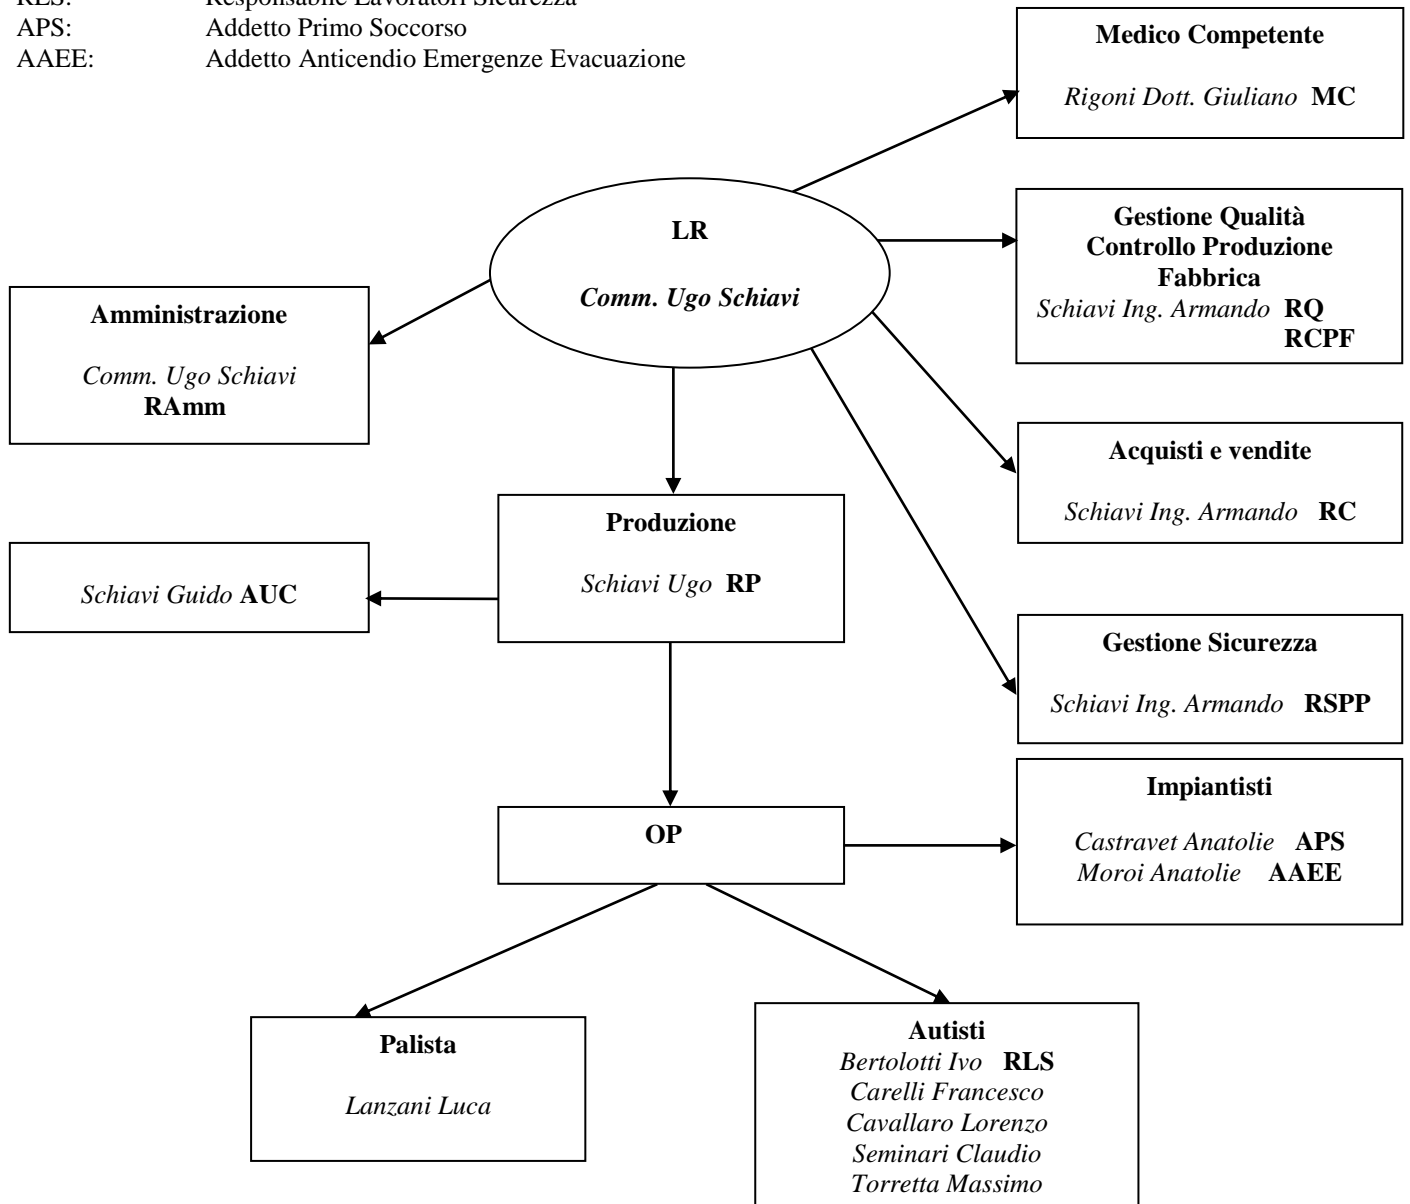 RLS: Responsabile Lavoratori Sicurezza
APS: Addetto Primo Soccorso
AAEE: Addetto Anticendio Emergenze Evacuazione
Medico Competente
Rigoni Dott. Giuliano MC
LR
Comm. Ugo Schiavi
Gestione Qualità
Controllo Produzione
Fabbrica
Schiavi Ing. Armando RQ
RCPF
Amministrazione
Comm. Ugo Schiavi
RAmm
Acquisti e vendite
Schiavi Ing. Armando RC
Produzione
Schiavi Ugo RP
Schiavi Guido AUC
Gestione Sicurezza
Schiavi Ing. Armando RSPP
OP
Impiantisti
Castravet Anatolie APS
Moroi Anatolie AAEE
Palista
Lanzani Luca
Autisti
Bertolotti Ivo RLS
Carelli Francesco
Cavallaro Lorenzo
Seminari Claudio
Torretta Massimo